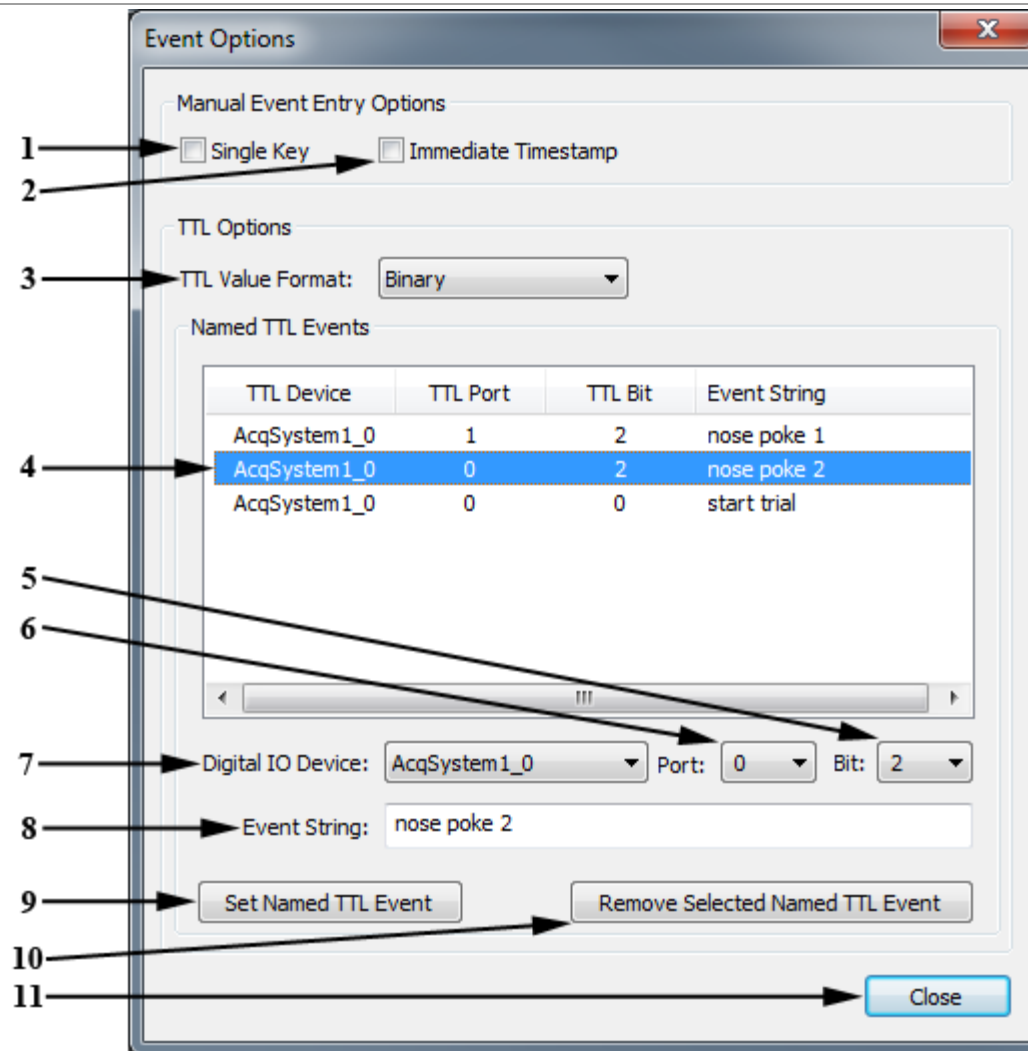 Event Options
Manual Event Entry Options
1 Single Key Immediate Timestamp
2
TTL Options
3 TTL Value Format: Binary
Named TTL Events
TTL Device TTL Port TTL Bit Event String
AcqSystem1_0 1 2 nose poke 1
4 AcqSystem1_0 0 2 nose poke 2
AcqSystem1_0 0 0 start trial
5
6
7 Digital IO Device: AcqSystem1_0 Port: 0 Bit: 2
8 Event String: nose poke 2
9 Set Named TTL Event Remove Selected Named TTL Event
10
11 Close